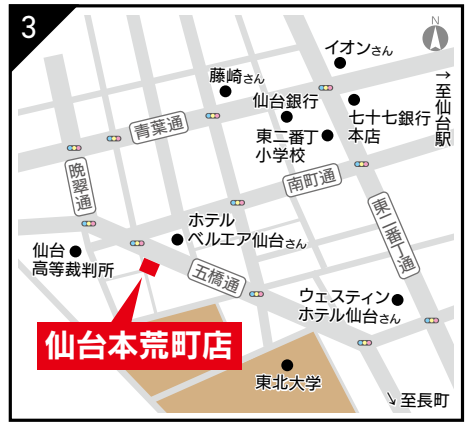 3
N
イオンさん
藤崎さん
→至仙台駅
仙台銀行
七十七銀行
本店
青葉通
東二番丁
小学校
晩翠通
南町通
東二番丁通
ホテル
ベルエア仙台さん
仙台
高等裁判所
五橋通
ウェスティン
ホテル仙台さん
仙台本荒町店
東北大学
↘至長町